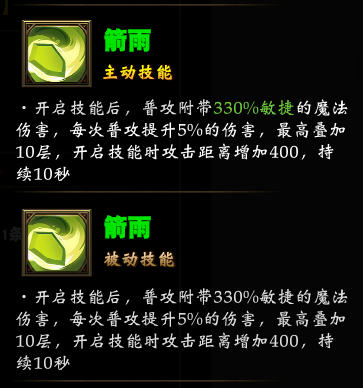 箭雨
主动技能
·开启技能后，普攻附带330%敏捷的魔法
伤害，每次普攻提升5%的伤害，最高叠加
10层，开启技能时攻击距离增加400，持
续10秒
箭雨
被动技能
·开启技能后，普攻附带330%敏捷的魔法
伤害，每次普攻提升5%的伤害，最高叠加
10层，开启技能时攻击距离增加400，持
续10秒